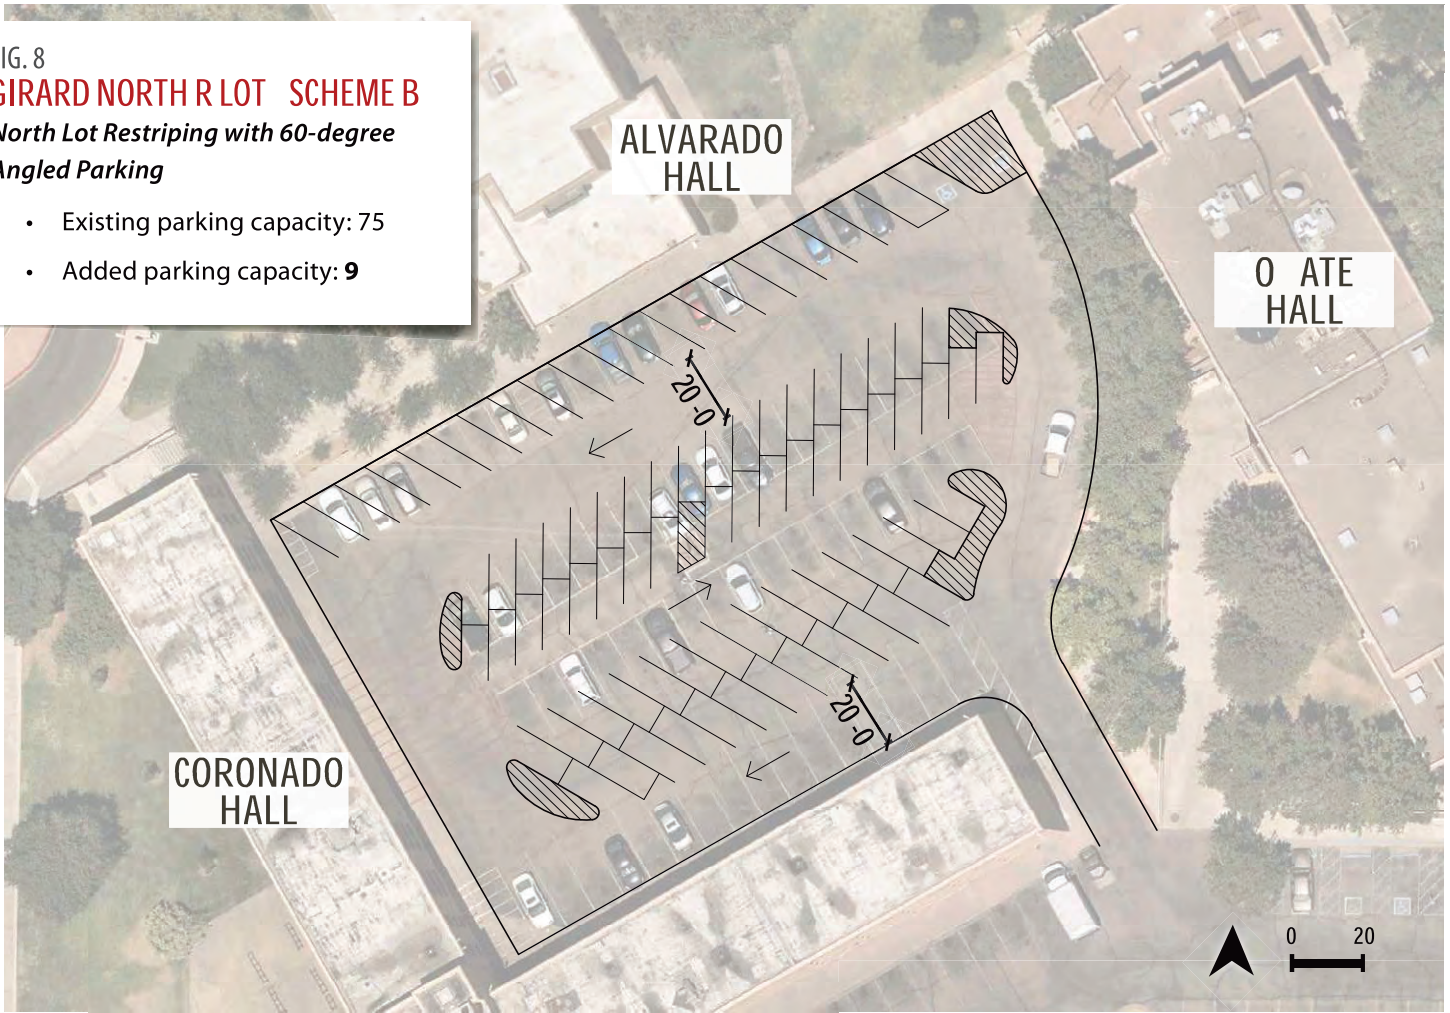 IG. 8
GIRARD NORTH R LOT SCHEME B
North Lot Restriping with 60-degree
Angled Parking
• Existing parking capacity: 75
• Added parking capacity: 9
ALVARADO
HALL
O ATE
HALL
20-0
20-0
CORONADO
HALL
0 20